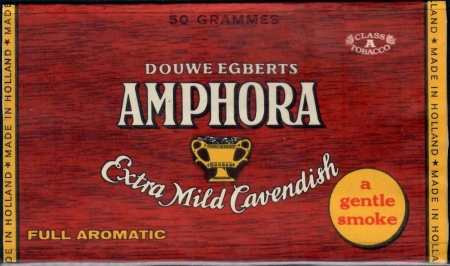 50 GRAMMES
CLASS
A
TOBACCO
DOUWE EGBERTS
AMPHORA
Extra Mild Cavendish
a
gentle
smoke
FULL AROMATIC
DE IN HOLLAND ★ MADE IN HOLLAND ★ MADE
MADE IN HOLLAND ★ MADE IN HOLLAND